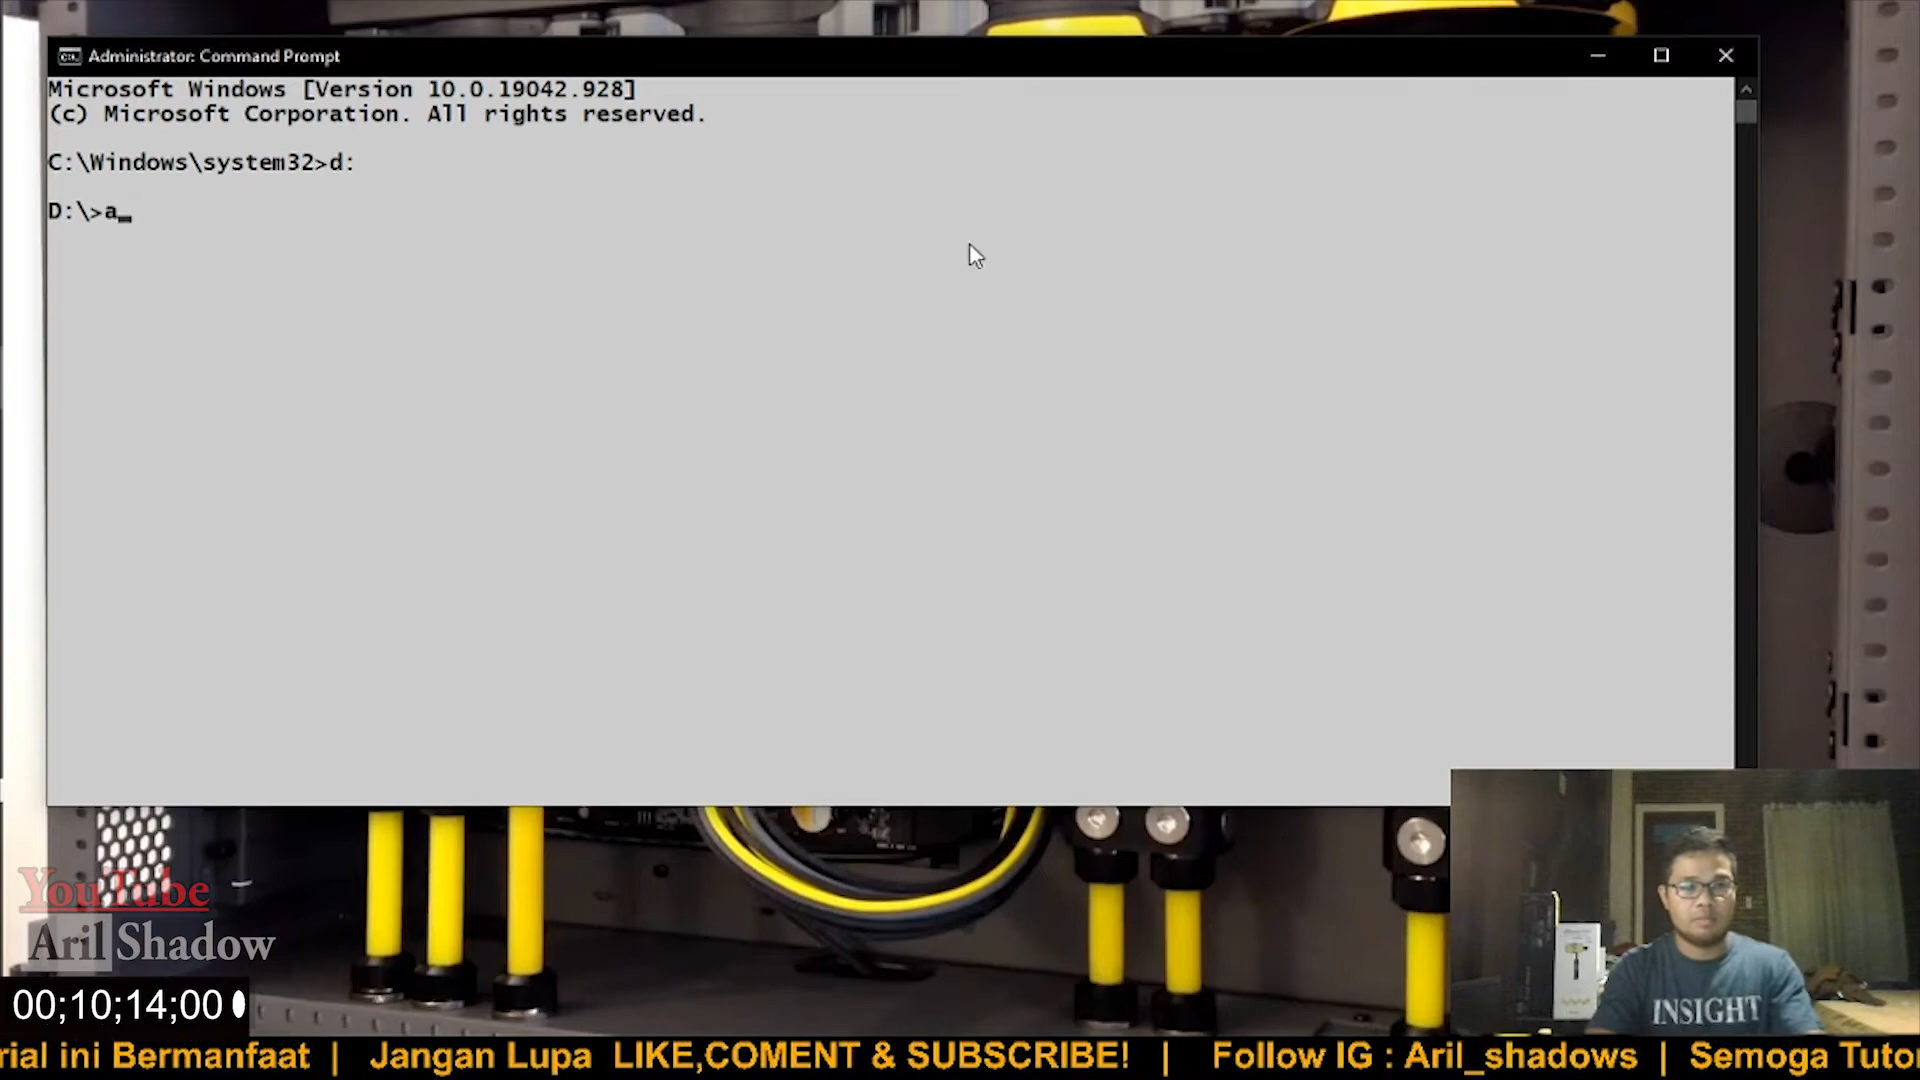 Administrator: Command Prompt
Microsoft Windows [Version 10.0.19042.928]
(c) Microsoft Corporation. All rights reserved.
C:\Windows\system32>d:
D:\>a_
YouTube
Aril Shadow
INSIGHT
00;10;14;00
rial ini Bermanfaat | Jangan Lupa LIKE,COMENT & SUBSCRIBE! | Follow IG : Aril_shadows | Semoga Tutor